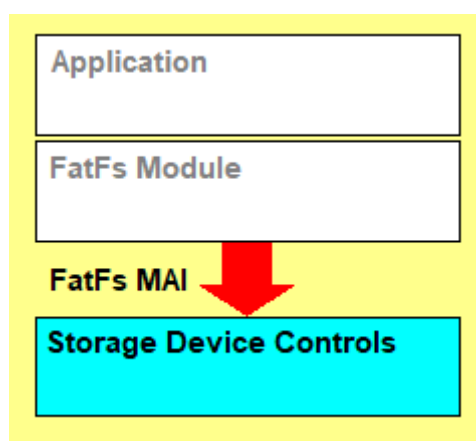 Application
FatFs Module
FatFs MAI
Storage Device Controls